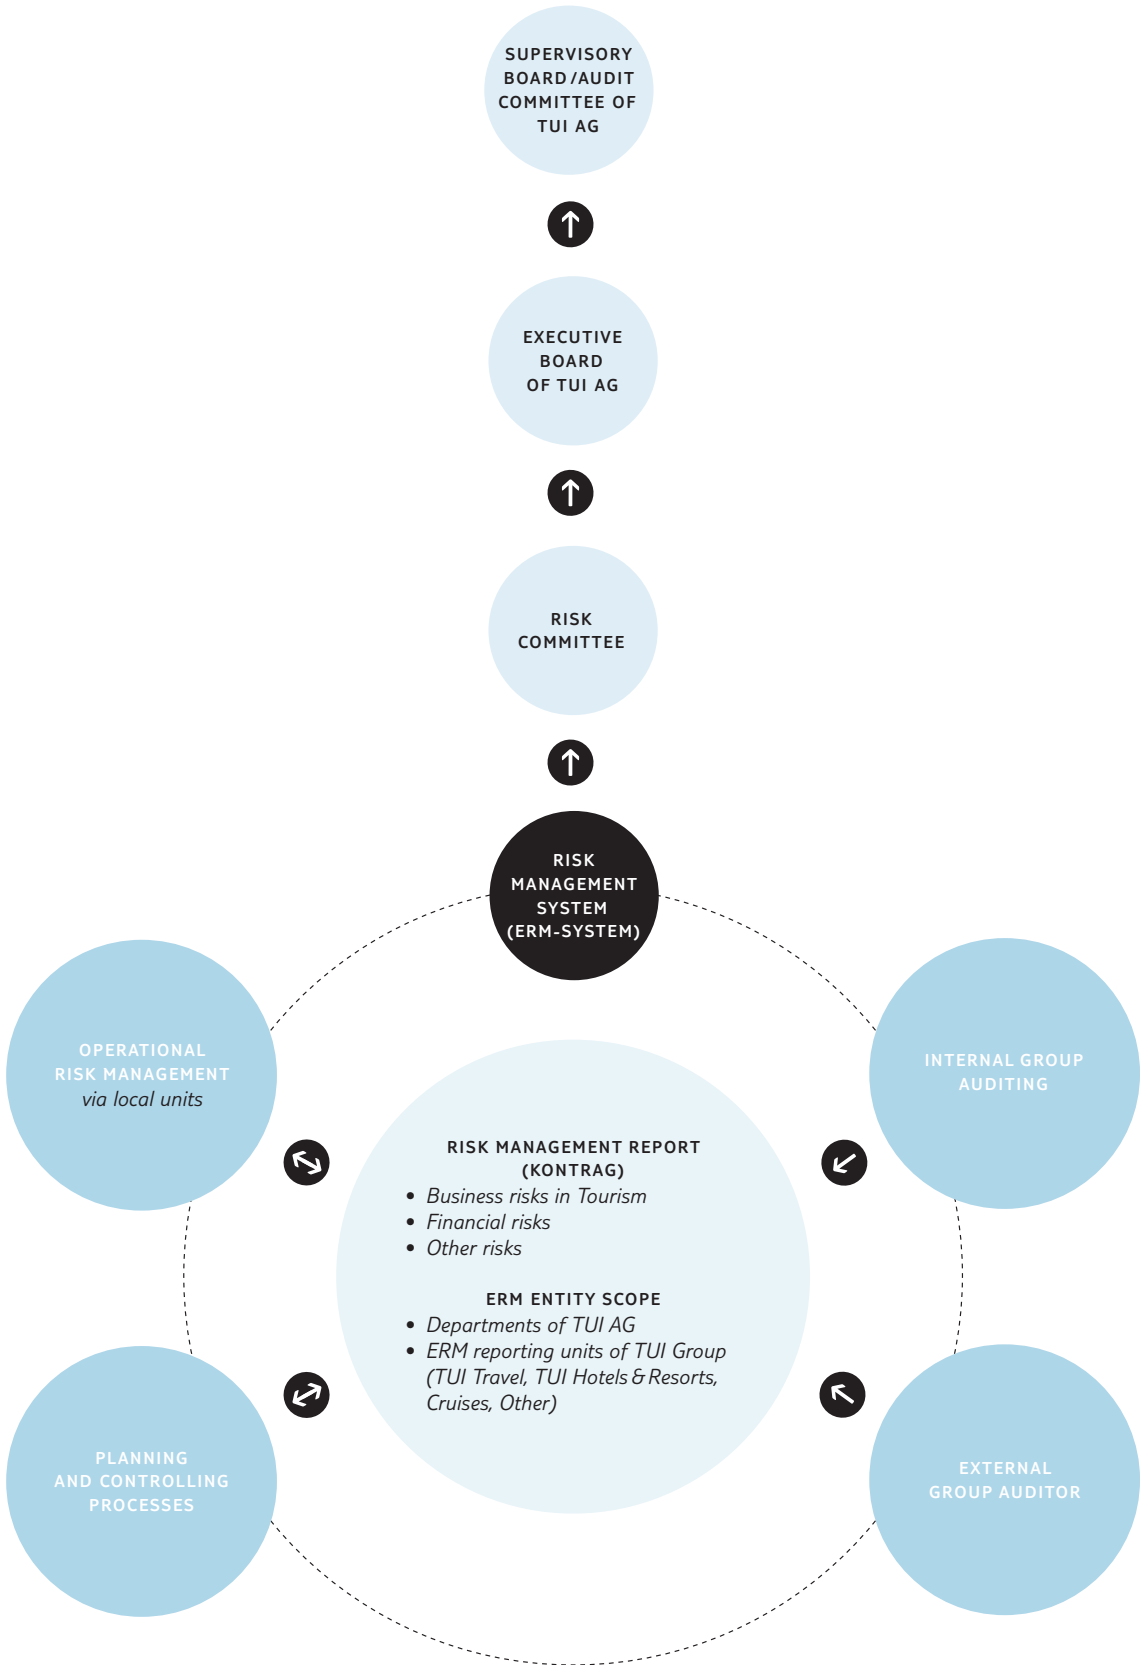 SUPERVISORY
BOARD/AUDIT
COMMITTEE OF
TUI AG
EXECUTIVE
BOARD
OF TUI AG
RISK
COMMITTEE
RISK
MANAGEMENT
SYSTEM
(ERM-SYSTEM)
OPERATIONAL
RISK MANAGEMENT
via local units
INTERNAL GROUP
AUDITING
RISK MANAGEMENT REPORT
(KONTRAG)
• Business risks in Tourism
• Financial risks
• Other risks
ERM ENTITY SCOPE
• Departments of TUI AG
• ERM reporting units of TUI Group
(TUI Travel, TUI Hotels & Resorts,
Cruises, Other)
PLANNING
AND CONTROLLING
PROCESSES
EXTERNAL
GROUP AUDITOR